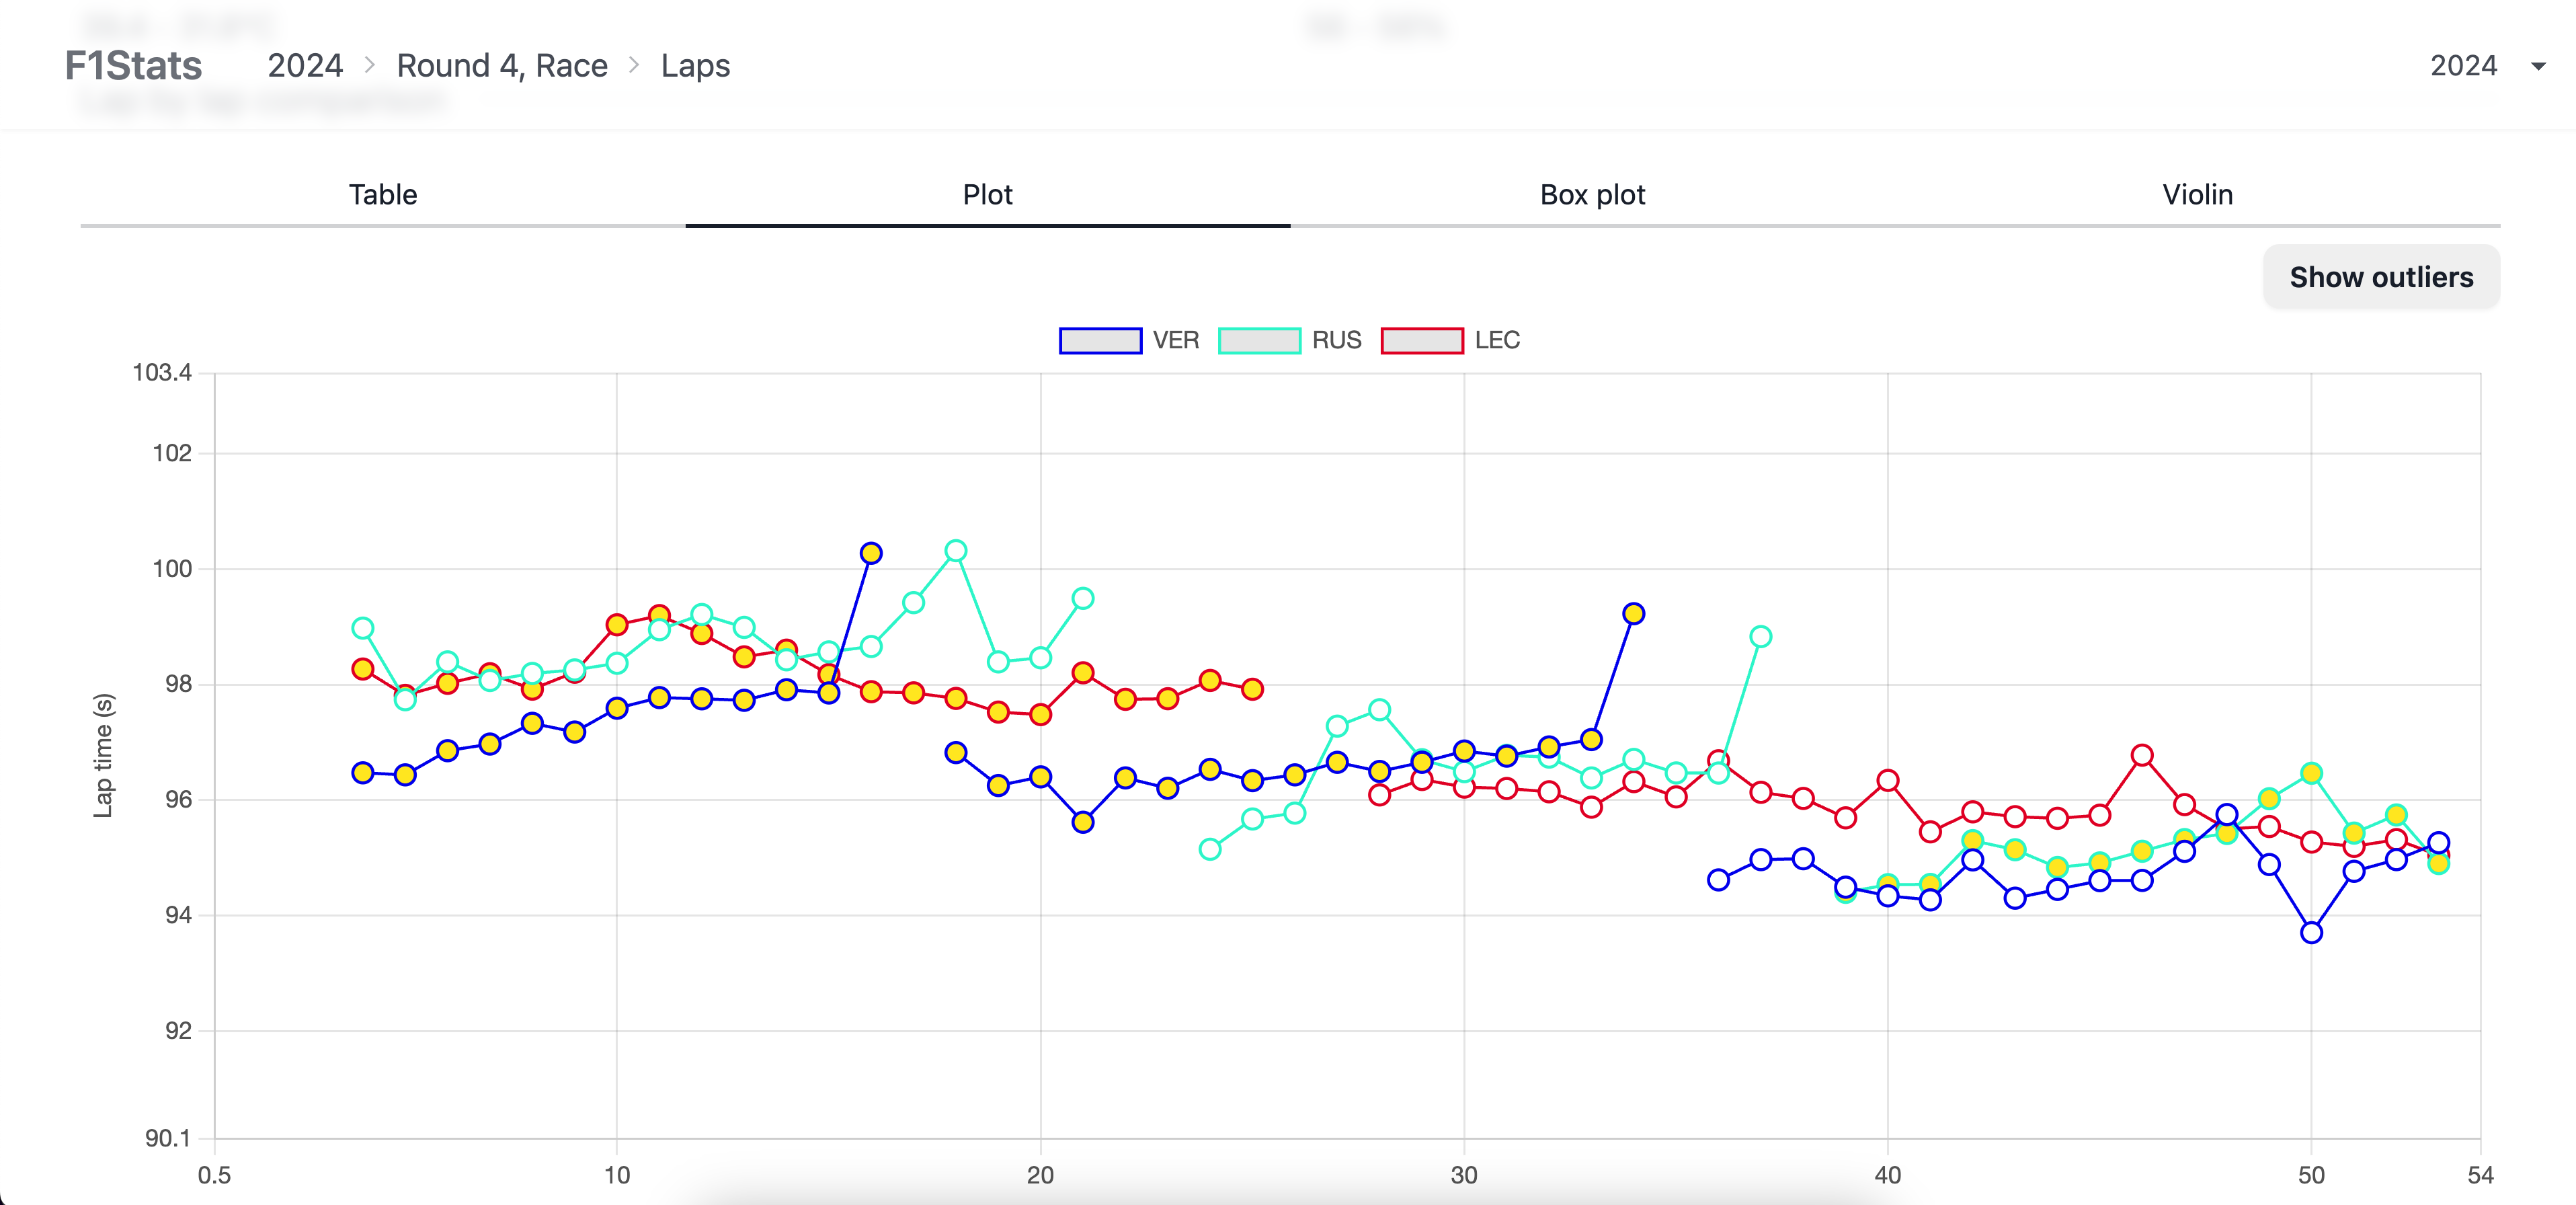 F1Stats 2024 > Round 4, Race > Laps 2024
Table Plot Box plot Violin
Show outliers
VER RUS LEC
103.4
102
100
98
96
94
92
90.1
Lap time (s)
0.5 10 20 30 40 50 54